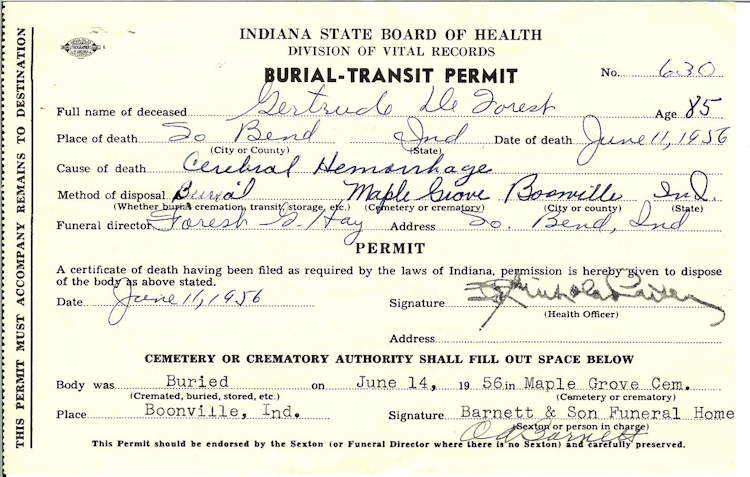 INDIANA STATE BOARD OF HEALTH
DIVISION OF VITAL RECORDS
BURIAL-TRANSIT PERMIT
No. 630
Full name of deceased Gertrude De Forest Age 85
Place of death So Bend Ind Date of death June 11, 1956
(City or County) (State)
Cause of death Cerebral Hemorrhage
Method of disposal Burial Maple Grove Boonville Ind.
(Whether burial, cremation, transit, storage, etc.) (Cemetery or crematory) (City or county) (State)
Funeral director Forest G. Hay Address So. Bend, Ind
PERMIT
A certificate of death having been filed as required by the laws of Indiana, permission is hereby given to dispose
of the body as above stated.
Date June 11, 1956 Signature
(Health Officer)
Address
CEMETERY OR CREMATORY AUTHORITY SHALL FILL OUT SPACE BELOW
Body was Buried on June 14, 1956 in Maple Grove Cem.
(Cremated, buried, stored, etc.) (Cemetery or crematory)
Place Boonville, Ind. Signature Barnett & Son Funeral Home
(Sexton or person in charge)
Barnett
This Permit should be endorsed by the Sexton (or Funeral Director where there is no Sexton) and carefully preserved.
THIS PERMIT MUST ACCOMPANY REMAINS TO DESTINATION